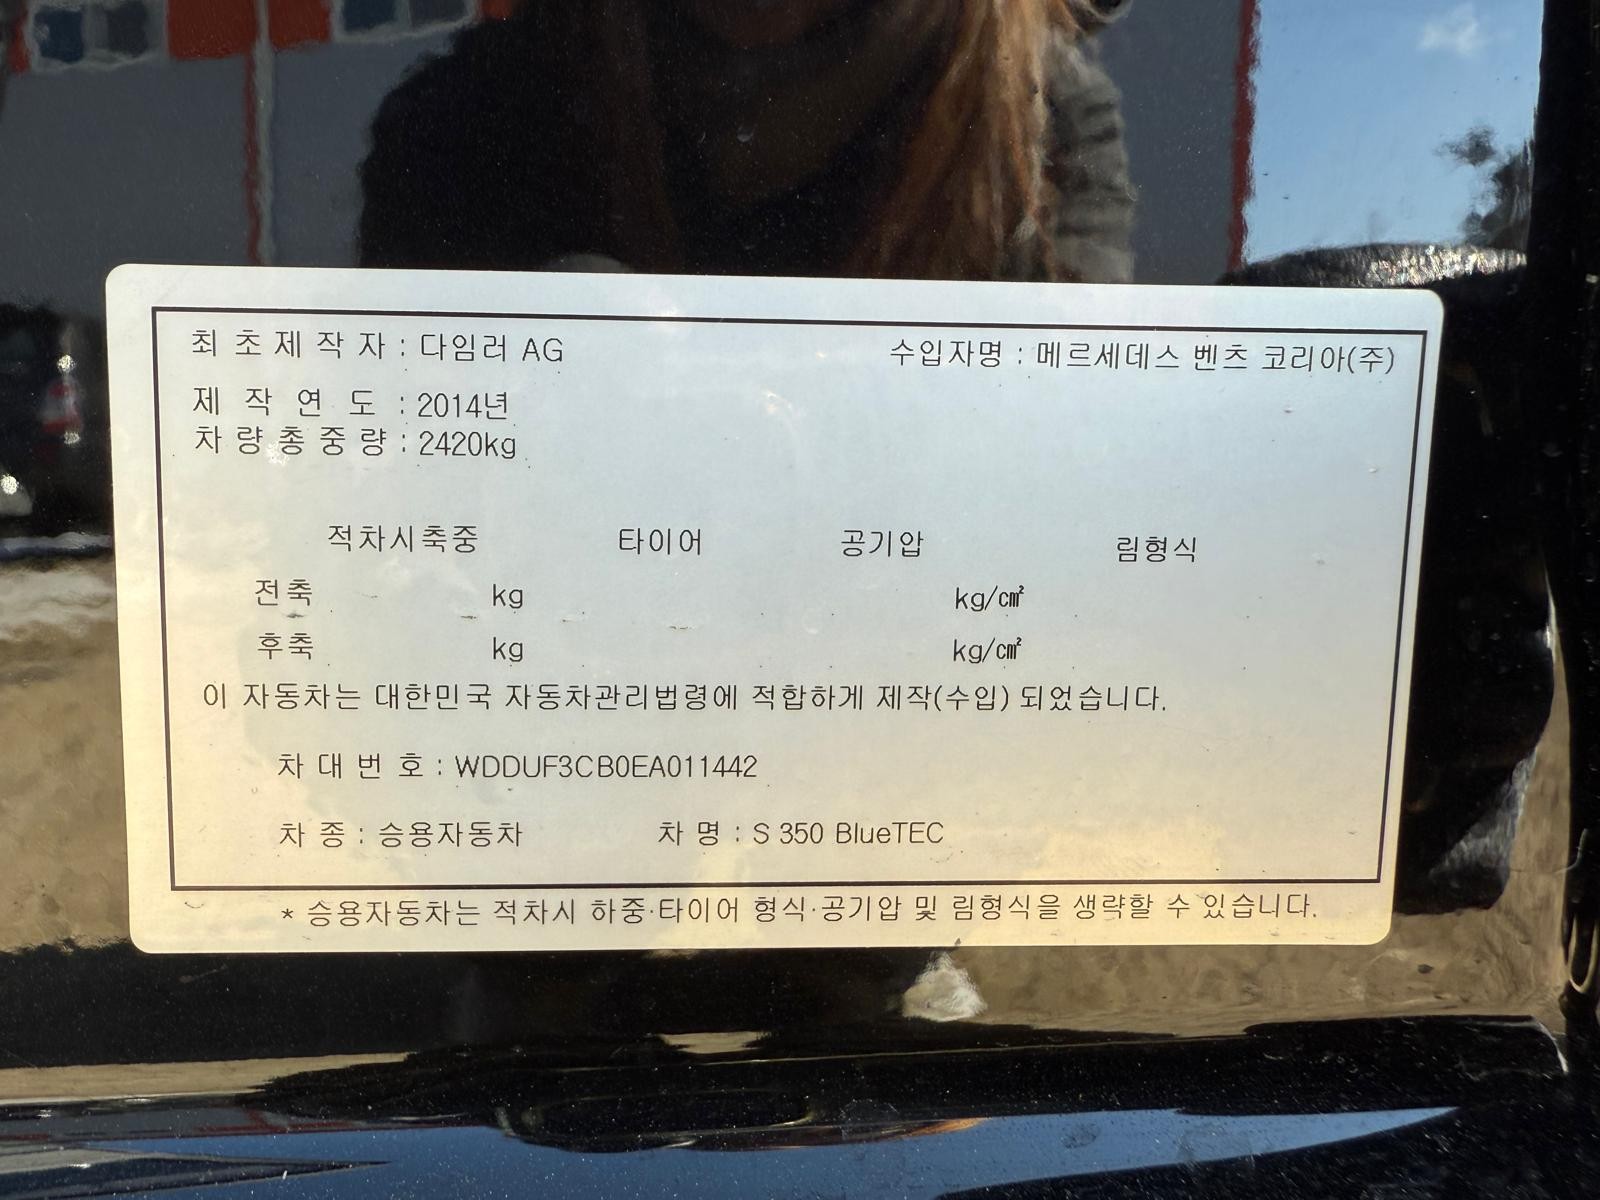 최초제작자 : 다임러 AG 수입자명 : 메르세데스 벤츠 코리아(주)
제작연도 : 2014년
차량총중량 : 2420kg
적차시축중 타이어 공기압 림형식
전축 kg kg/㎠
후축 kg kg/㎠
이 자동차는 대한민국 자동차관리법령에 적합하게 제작(수입) 되었습니다.
차대번호 : WDDUF3CB0EA011442
차종 : 승용자동차 차명 : S 350 BlueTEC
* 승용자동차는 적차시 하중·타이어 형식·공기압 및 림형식을 생략할 수 있습니다.